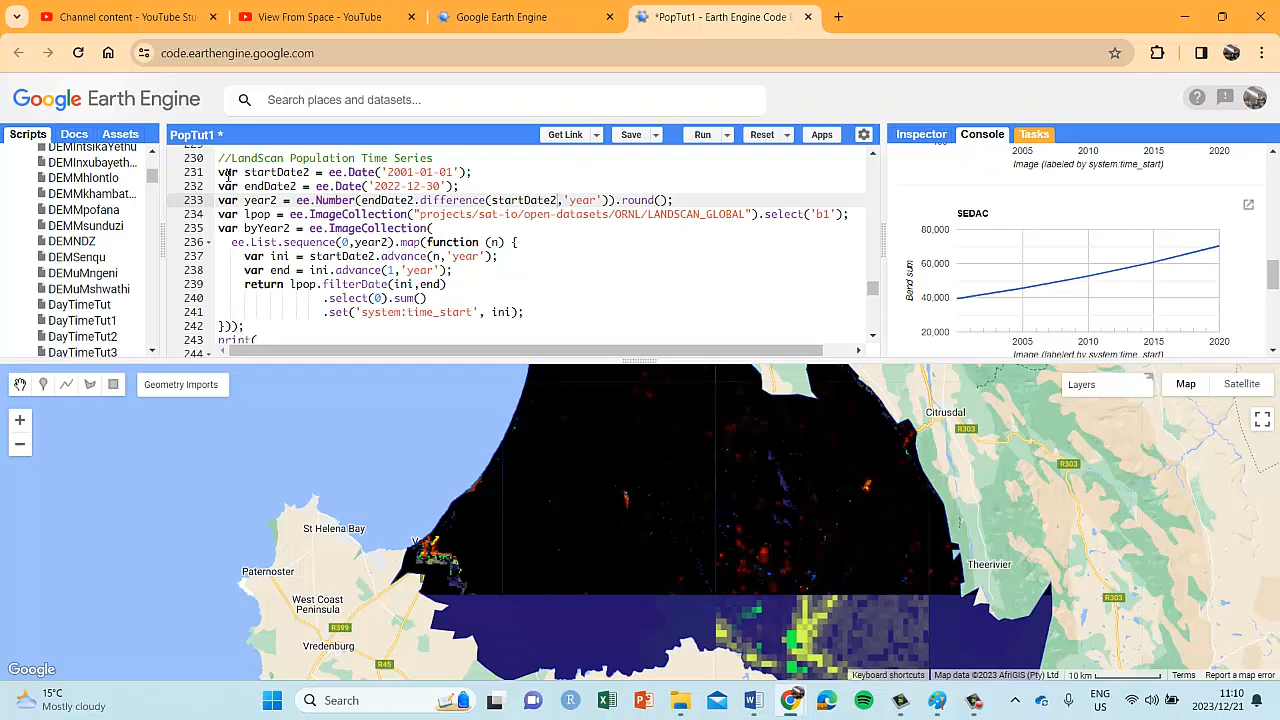 Channel content - YouTube Stu
View From Space - YouTube
Google Earth Engine
*PopTut1 - Earth Engine Code E
code.earthengine.google.com
Google Earth Engine
Search places and datasets...
Scripts
Docs
Assets
PopTut1 *
Get Link
Save
Run
Reset
Apps
Inspector
Console
Tasks
DEMIntsikaYethu
DEMInxubayeth...
DEMMhlontlo
DEMMkhambat...
DEMMpofana
DEMMsunduzi
DEMNDZ
DEMSenqu
DEMuMngeni
DEMuMshwathi
DayTimeTut
DayTimeTut1
DayTimeTut2
DayTimeTut3
230 //LandScan Population Time Series
231 var startDate2 = ee.Date('2001-01-01');
232 var endDate2 = ee.Date('2022-12-30');
233 var year2 = ee.Number(endDate2.difference(startDate2,'year')).round();
234 var lpop = ee.ImageCollection("projects/sat-io/open-datasets/ORNL/LANDSCAN_GLOBAL").select('b1');
235 var byYear2 = ee.ImageCollection(
236 ee.List.sequence(0,year2).map(function (n) {
237 var ini = startDate2.advance(n,'year');
238 var end = ini.advance(1,'year');
239 return lpop.filterDate(ini,end)
240 .select(0).sum()
241 .set('system:time_start', ini);
242 }));
243 print(
244
100
2005 2010 2015 2020
Image (labeled by system:time_start)
SEDAC
80,000
60,000
40,000
20,000
Band sum
2005 2010 2015 2020
Image (labeled by system:time_start)
Geometry Imports
Layers
Map
Satellite
+
−
Citrusdal
R303
R303
St Helena Bay
Paternoster
West Coast
Peninsula
R399
Vredenburg
R45
Theerivier
R303
Google
Keyboard shortcuts
Map data ©2023 AfriGIS (Pty) Ltd
10 km
Terms
Report a map error
15°C
Mostly cloudy
Search
ENG
US
11:10
2023/12/21